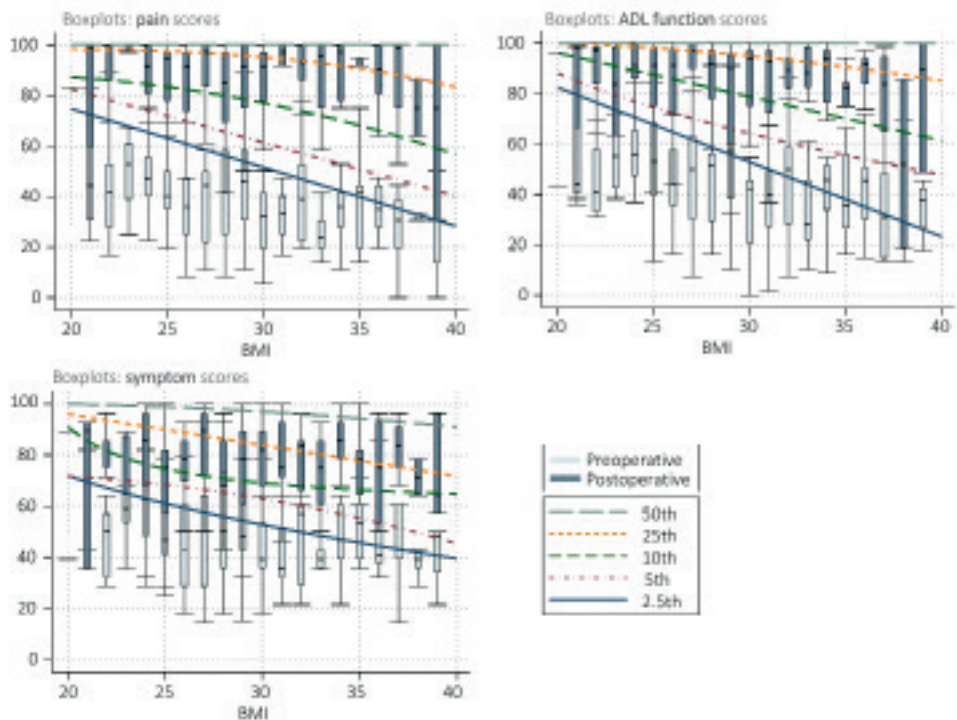 Boxplots: pain scores
100
80
60
40
20
0
20 25 30 35 40
BMI
Boxplots: ADL function scores
100
80
60
40
20
0
20 25 30 35 40
BMI
Boxplots: symptom scores
100
80
60
40
20
0
20 25 30 35 40
BMI
Preoperative
Postoperative
50th
25th
10th
5th
2.5th